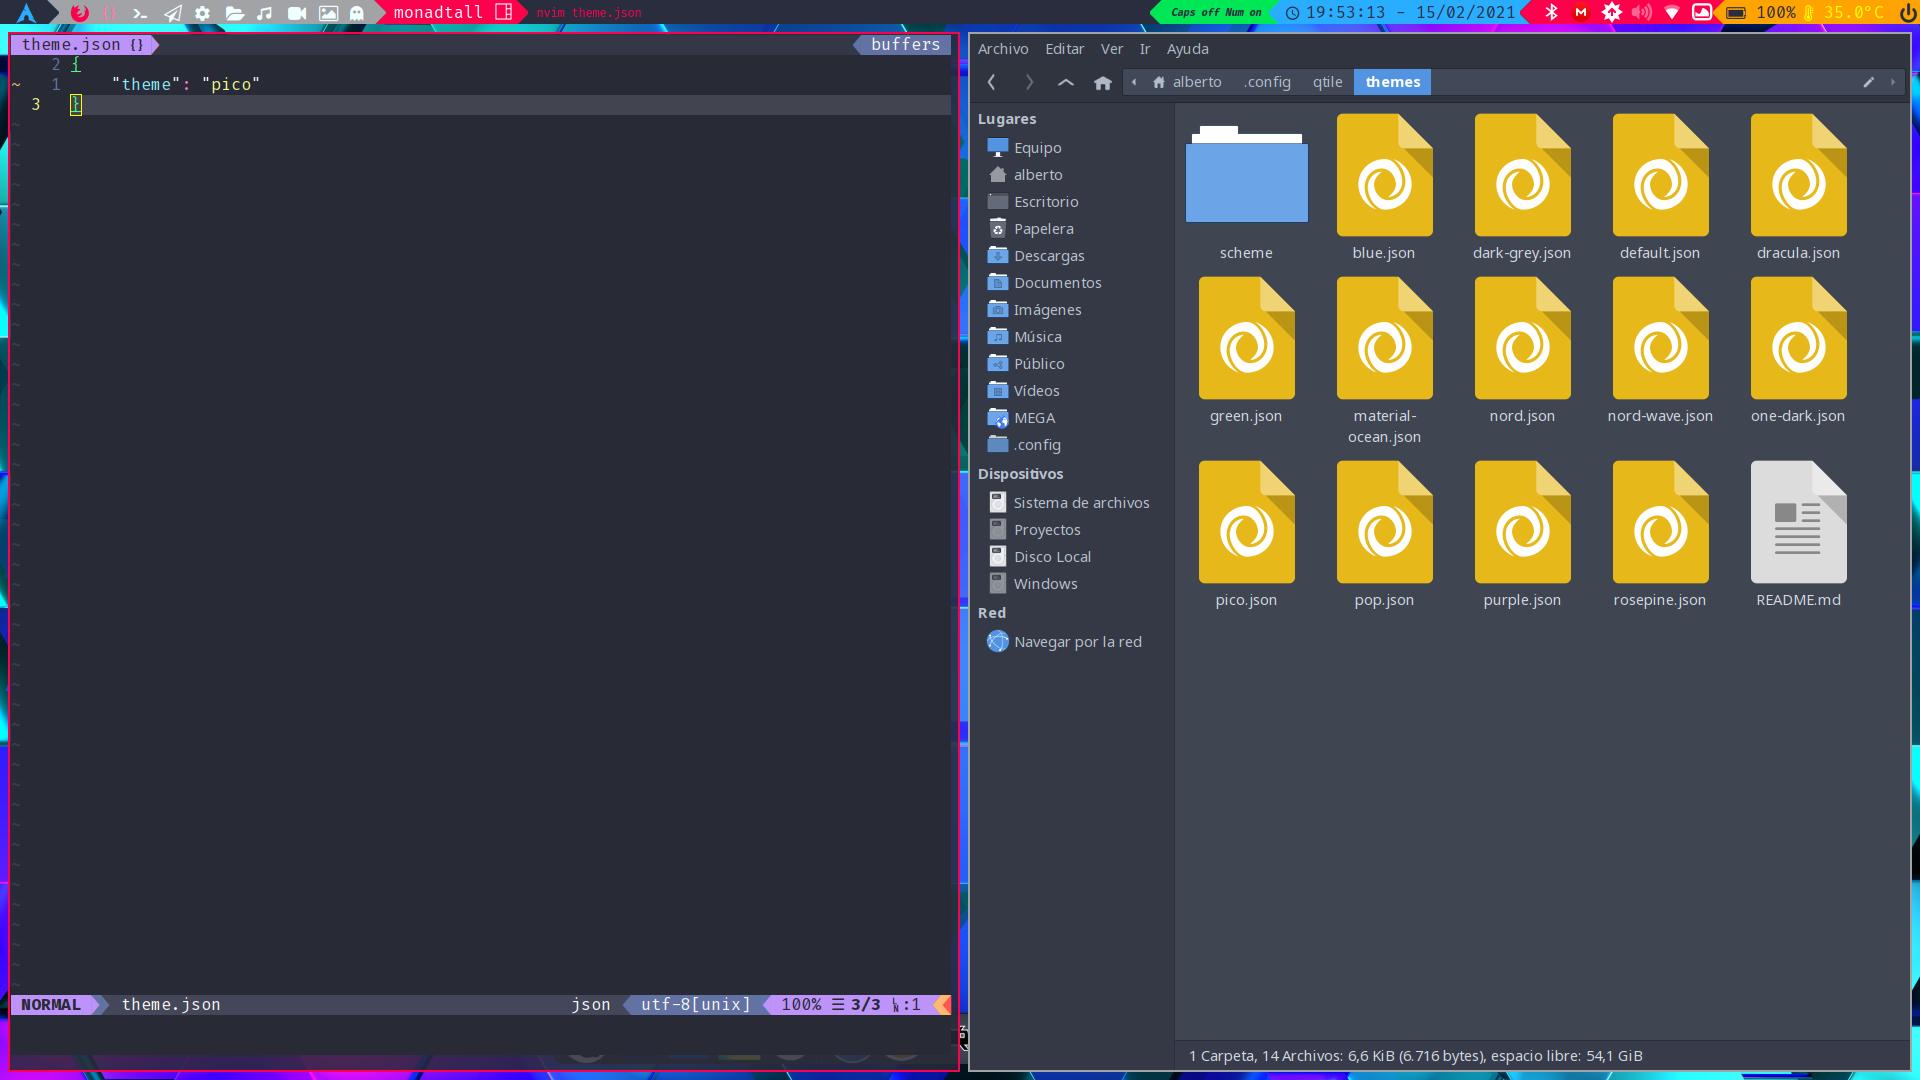 monadtall
nvim theme.json
Caps off Num on
19:53:13 - 15/02/2021
100%
35.0°C
theme.json {}
buffers
2 {
~ 1 "theme": "pico"
3 }
NORMAL
theme.json
json
utf-8[unix]
100% ☰ 3/3 :1
Archivo Editar Ver Ir Ayuda
alberto .config qtile themes
Lugares
Equipo
alberto
Escritorio
Papelera
Descargas
Documentos
Imágenes
Música
Público
Vídeos
MEGA
.config
Dispositivos
Sistema de archivos
Proyectos
Disco Local
Windows
Red
Navegar por la red
scheme
blue.json
dark-grey.json
default.json
dracula.json
green.json
material-
ocean.json
nord.json
nord-wave.json
one-dark.json
pico.json
pop.json
purple.json
rosepine.json
README.md
1 Carpeta, 14 Archivos: 6,6 KiB (6.716 bytes), espacio libre: 54,1 GiB